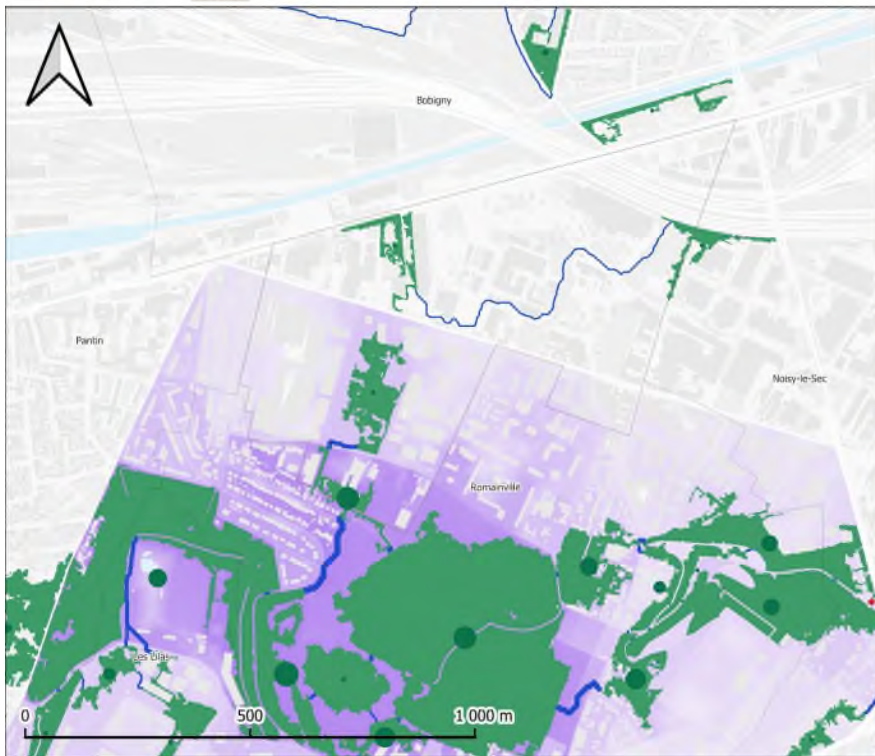 Bobigny
Pantin
Noisy-le-Sec
Romainville
Les Lilas
0 500 1 000 m